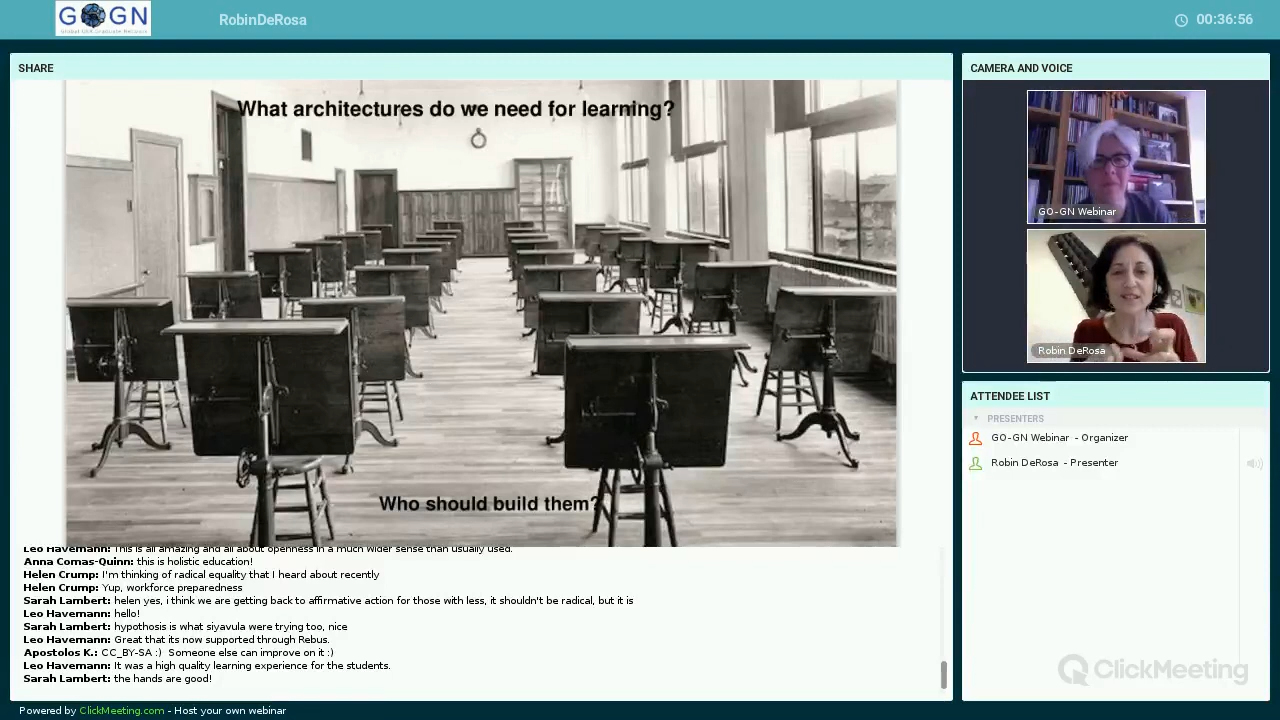 GO GN
Global OER Graduate Network
RobinDeRosa
00:36:56
SHARE
What architectures do we need for learning?
Who should build them?
Leo Havemann: This is all amazing and all about openness in a much wider sense than usually used.
Anna Comas-Quinn: this is holistic education!
Helen Crump: I'm thinking of radical equality that I heard about recently
Helen Crump: Yup, workforce preparedness
Sarah Lambert: helen yes, i think we are getting back to affirmative action for those with less, it shouldn't be radical, but it is
Leo Havemann: hello!
Sarah Lambert: hypothosis is what siyavula were trying too, nice
Leo Havemann: Great that its now supported through Rebus.
Apostolos K.: CC_BY-SA :) Someone else can improve on it :)
Leo Havemann: It was a high quality learning experience for the students.
Sarah Lambert: the hands are good!
CAMERA AND VOICE
GO-GN Webinar
Robin DeRosa
ATTENDEE LIST
PRESENTERS
GO-GN Webinar - Organizer
Robin DeRosa - Presenter
ClickMeeting
Powered by ClickMeeting.com - Host your own webinar